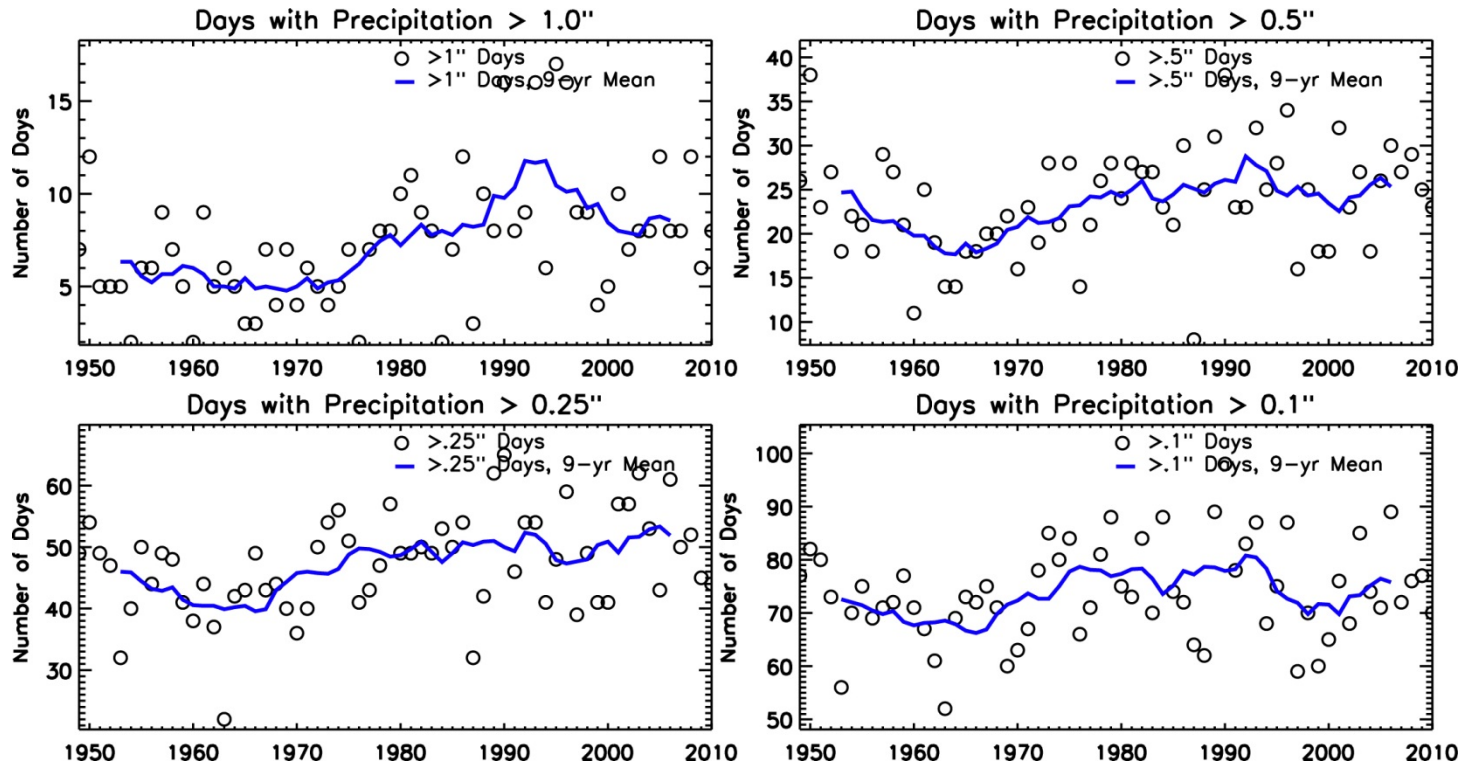 Days with Precipitation > 1.0"
>1" Days
>1" Days, 9-yr Mean
Number of Days
15
10
5
1950 1960 1970 1980 1990 2000 2010
Days with Precipitation > 0.5"
>.5" Days
>.5" Days, 9-yr Mean
Number of Days
40
35
30
25
20
15
10
1950 1960 1970 1980 1990 2000 2010
Days with Precipitation > 0.25"
>.25" Days
>.25" Days, 9-yr Mean
Number of Days
60
50
40
30
1950 1960 1970 1980 1990 2000 2010
Days with Precipitation > 0.1"
>.1" Days
>.1" Days, 9-yr Mean
Number of Days
100
90
80
70
60
50
1950 1960 1970 1980 1990 2000 2010